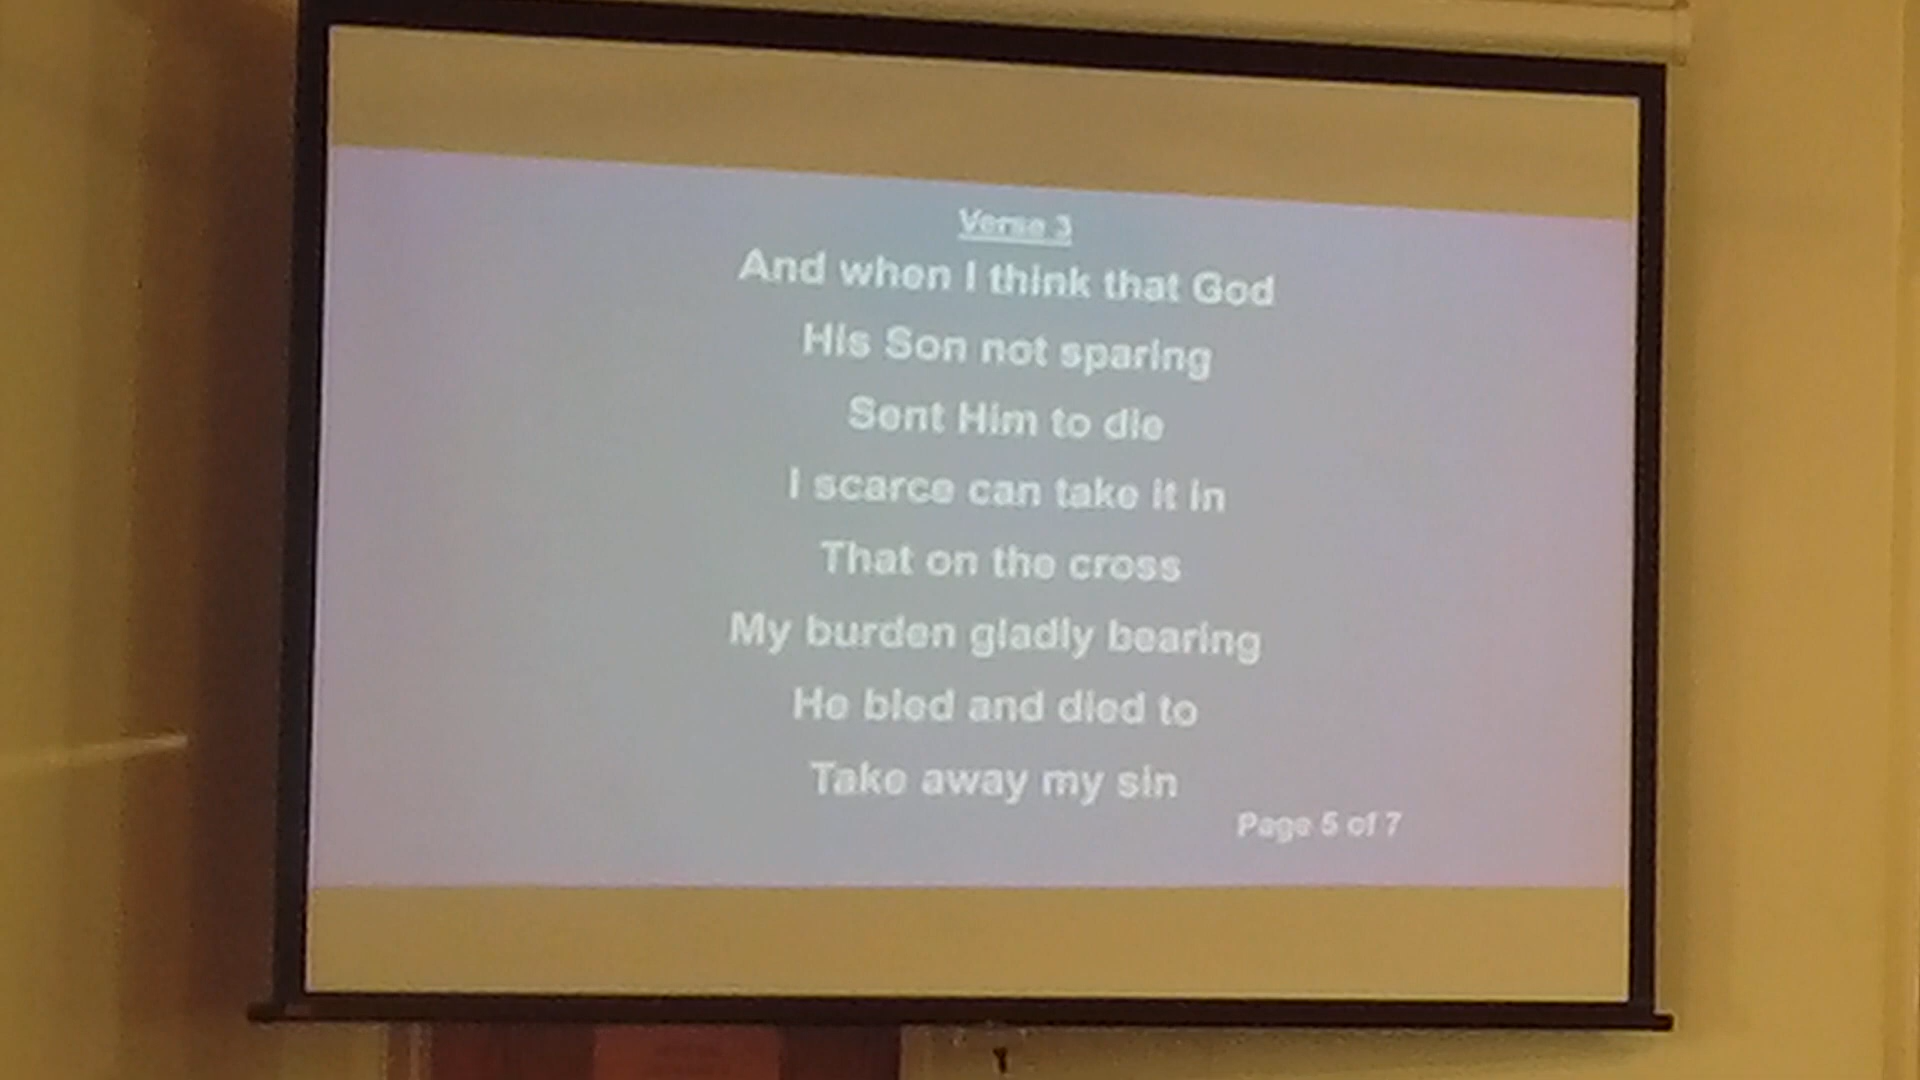 Verse 3
And when I think that God
His Son not sparing
Sent Him to die
I scarce can take it in
That on the cross
My burden gladly bearing
He bled and died to
Take away my sin
Page 5 of 7